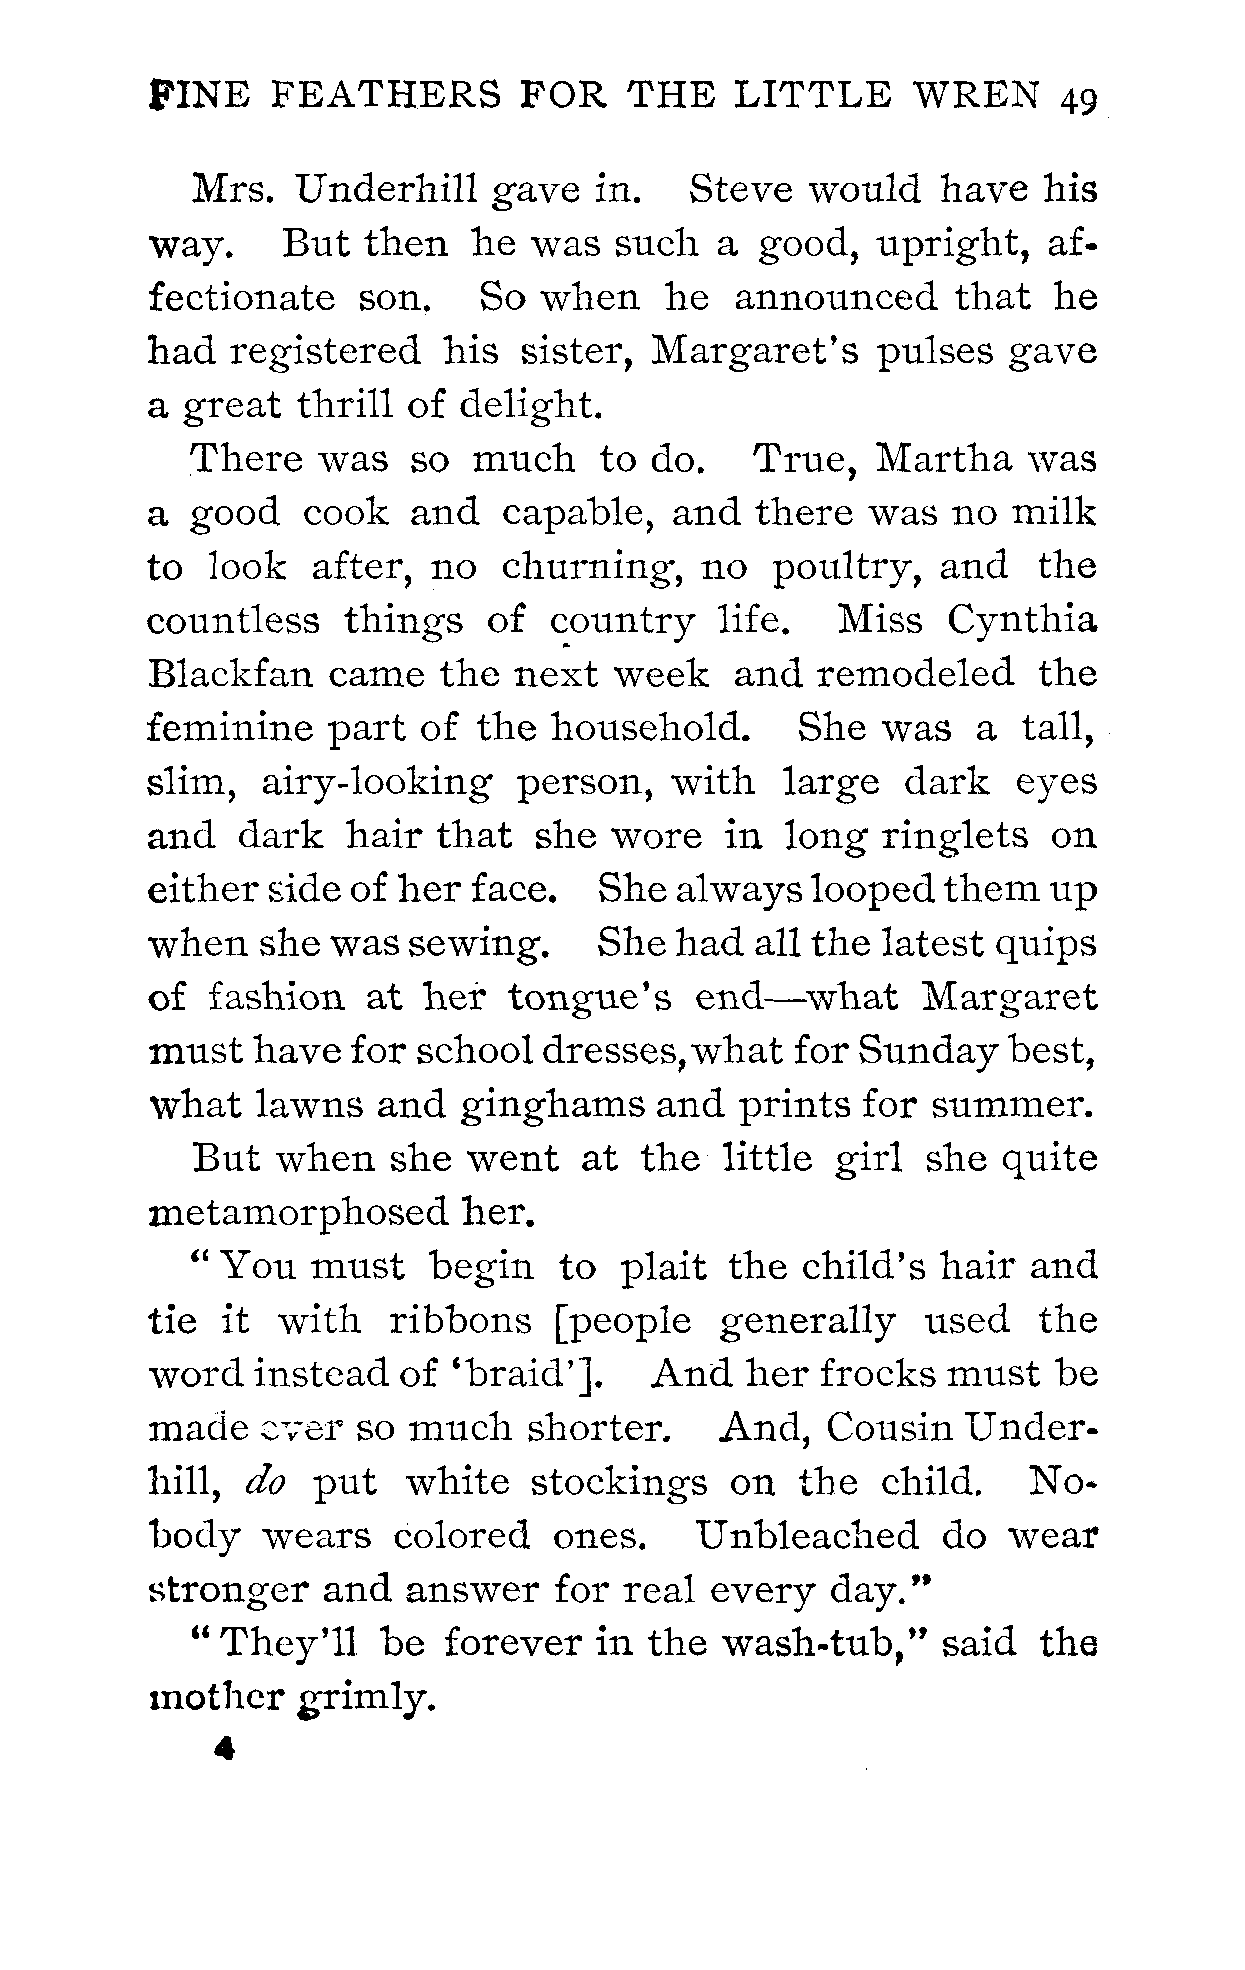 FINE FEATHERS FOR THE LITTLE WREN 49
Mrs. Underhill gave in. Steve would have his
way. But then he was such a good, upright, af-
fectionate son. So when he announced that he
had registered his sister, Margaret's pulses gave
a great thrill of delight.
There was so much to do. True, Martha was
a good cook and capable, and there was no milk
to look after, no churning, no poultry, and the
countless things of country life. Miss Cynthia
Blackfan came the next week and remodeled the
feminine part of the household. She was a tall,
slim, airy-looking person, with large dark eyes
and dark hair that she wore in long ringlets on
either side of her face. She always looped them up
when she was sewing. She had all the latest quips
of fashion at her tongue's end—what Margaret
must have for school dresses, what for Sunday best,
what lawns and ginghams and prints for summer.
But when she went at the little girl she quite
metamorphosed her.
“You must begin to plait the child's hair and
tie it with ribbons [people generally used the
word instead of ‘braid’]. And her frocks must be
made ever so much shorter. And, Cousin Under-
hill, do put white stockings on the child. No-
body wears colored ones. Unbleached do wear
stronger and answer for real every day.”
“They'll be forever in the wash-tub,” said the
mother grimly.
4